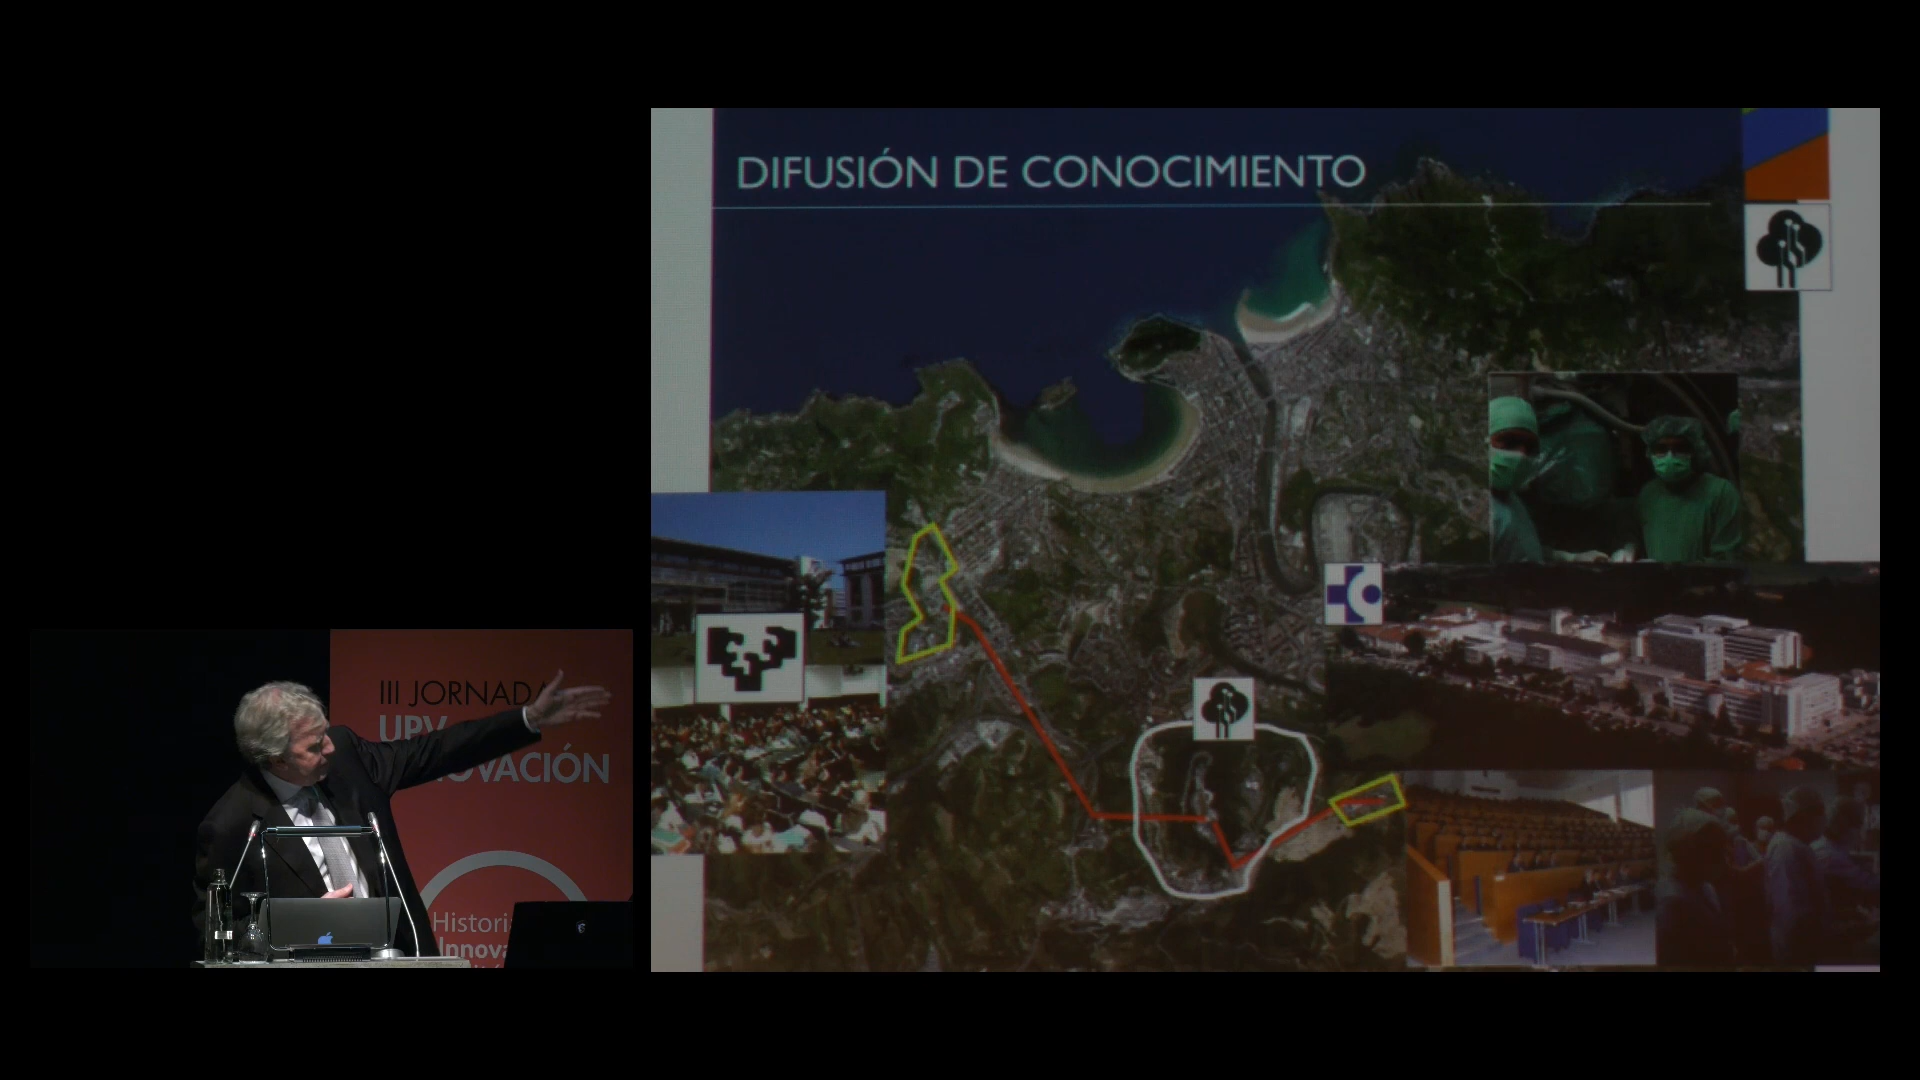 DIFUSIÓN DE CONOCIMIENTO
III JORNADA
UPV
OVACIÓN
Histori
Innova